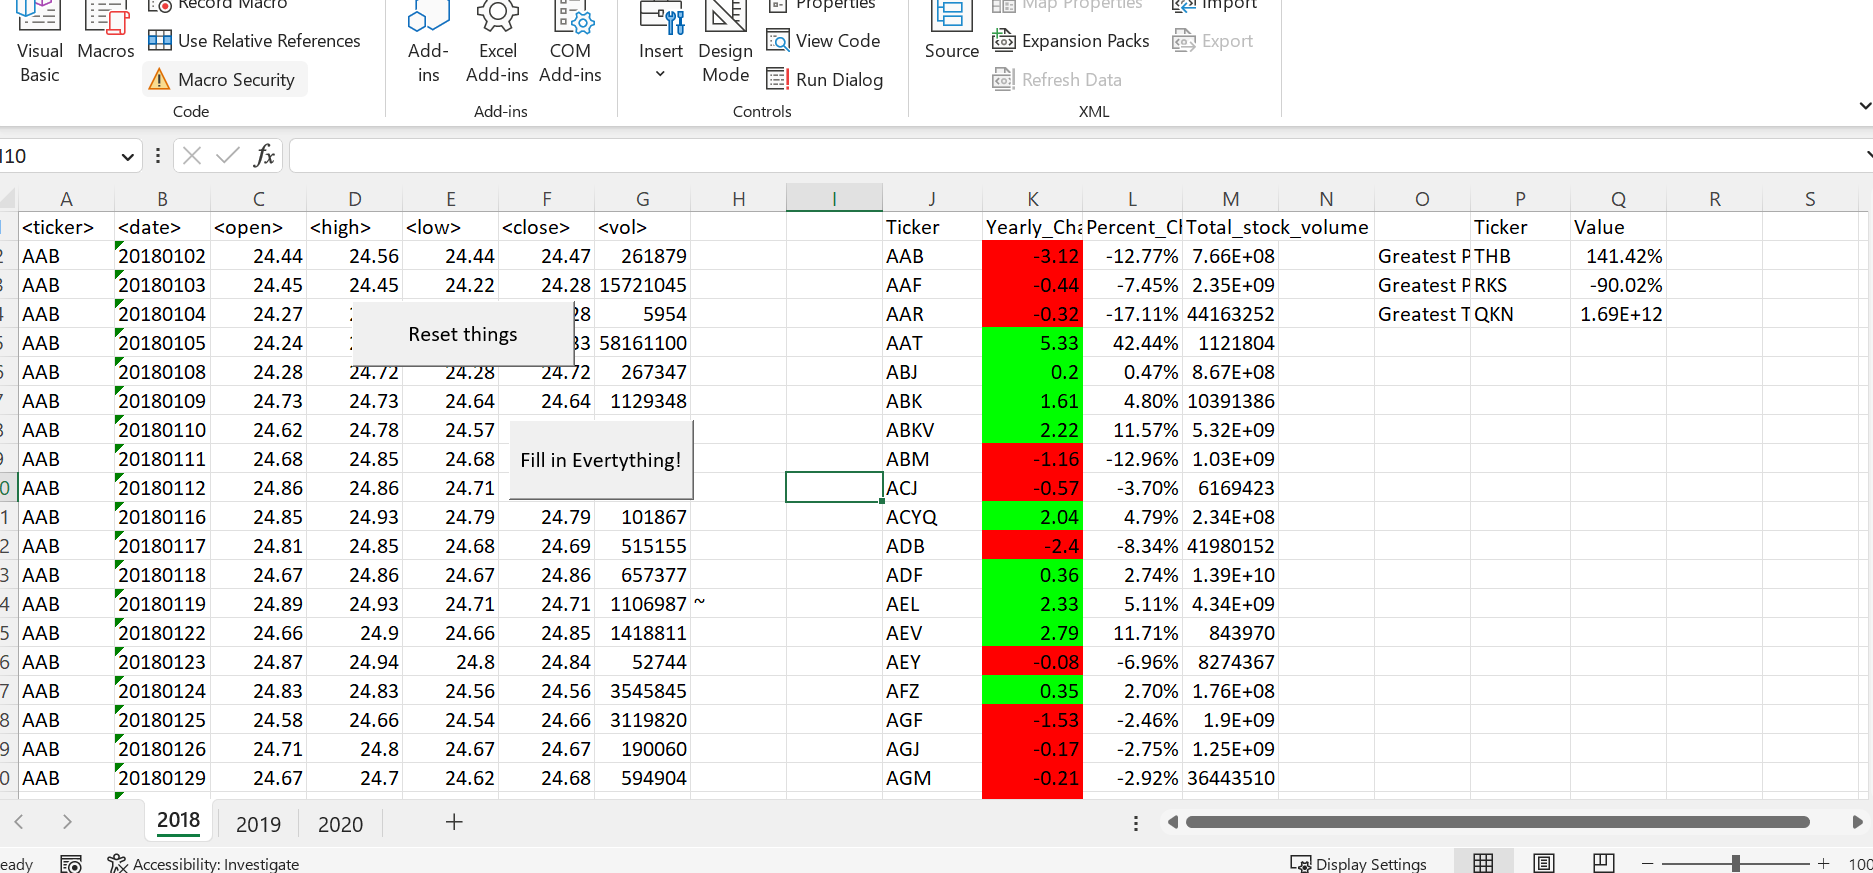 Record Macro Properties Map Properties Import
Visual Basic Macros Use Relative References Add-ins Excel Add-ins COM Add-ins Insert Design Mode View Code Source Expansion Packs Export
Macro Security Run Dialog Refresh Data
Code Add-ins Controls XML
I10 fx
A B C D E F G H I J K L M N O P Q R S
<ticker> <date> <open> <high> <low> <close> <vol> Ticker Yearly_Cha Percent_Cl Total_stock_volume Ticker Value
2 AAB 20180102 24.44 24.56 24.44 24.47 261879 AAB -3.12 -12.77% 7.66E+08 Greatest P THB 141.42%
3 AAB 20180103 24.45 24.45 24.22 24.28 15721045 AAF -0.44 -7.45% 2.35E+09 Greatest P RKS -90.02%
4 AAB 20180104 24.27 28 5954 AAR -0.32 -17.11% 44163252 Greatest T QKN 1.69E+12
Reset things
5 AAB 20180105 24.24 33 58161100 AAT 5.33 42.44% 1121804
6 AAB 20180108 24.28 24.72 24.28 24.72 267347 ABJ 0.2 0.47% 8.67E+08
7 AAB 20180109 24.73 24.73 24.64 24.64 1129348 ABK 1.61 4.80% 10391386
8 AAB 20180110 24.62 24.78 24.57 ABKV 2.22 11.57% 5.32E+09
9 AAB 20180111 24.68 24.85 24.68 Fill in Evertything! ABM -1.16 -12.96% 1.03E+09
0 AAB 20180112 24.86 24.86 24.71 ACJ -0.57 -3.70% 6169423
1 AAB 20180116 24.85 24.93 24.79 24.79 101867 ACYQ 2.04 4.79% 2.34E+08
2 AAB 20180117 24.81 24.85 24.68 24.69 515155 ADB -2.4 -8.34% 41980152
3 AAB 20180118 24.67 24.86 24.67 24.86 657377 ADF 0.36 2.74% 1.39E+10
4 AAB 20180119 24.89 24.93 24.71 24.71 1106987 ~ AEL 2.33 5.11% 4.34E+09
5 AAB 20180122 24.66 24.9 24.66 24.85 1418811 AEV 2.79 11.71% 843970
6 AAB 20180123 24.87 24.94 24.8 24.84 52744 AEY -0.08 -6.96% 8274367
7 AAB 20180124 24.83 24.83 24.56 24.56 3545845 AFZ 0.35 2.70% 1.76E+08
8 AAB 20180125 24.58 24.66 24.54 24.66 3119820 AGF -1.53 -2.46% 1.9E+09
9 AAB 20180126 24.71 24.8 24.67 24.67 190060 AGJ -0.17 -2.75% 1.25E+09
0 AAB 20180129 24.67 24.7 24.62 24.68 594904 AGM -0.21 -2.92% 36443510
2018 2019 2020 +
eady Accessibility: Investigate Display Settings − + 100